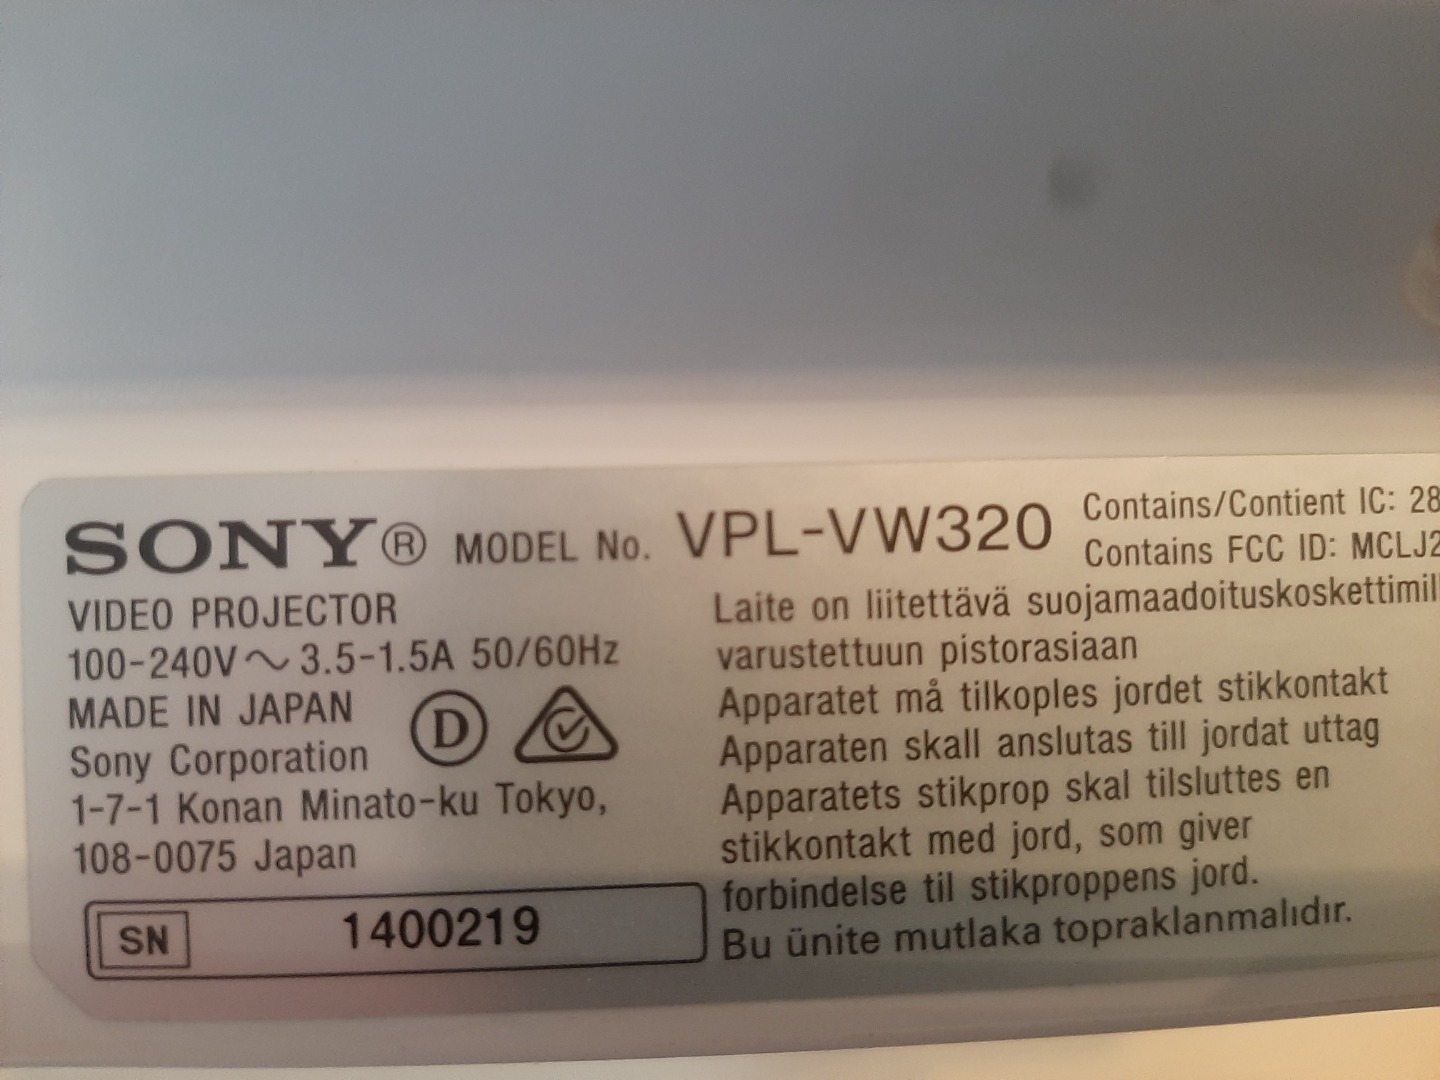 SONY® MODEL No. VPL-VW320
VIDEO PROJECTOR
100-240V ~ 3.5-1.5A 50/60Hz
MADE IN JAPAN
Sony Corporation
D
1-7-1 Konan Minato-ku Tokyo,
108-0075 Japan
SN 1400219
Contains/Contient IC: 28
Contains FCC ID: MCLJ2
Laite on liitettävä suojamaadoituskoskettimil
varustettuun pistorasiaan
Apparatet må tilkoples jordet stikkontakt
Apparaten skall anslutas till jordat uttag
Apparatets stikprop skal tilsluttes en
stikkontakt med jord, som giver
forbindelse til stikproppens jord.
Bu ünite mutlaka topraklanmalıdır.